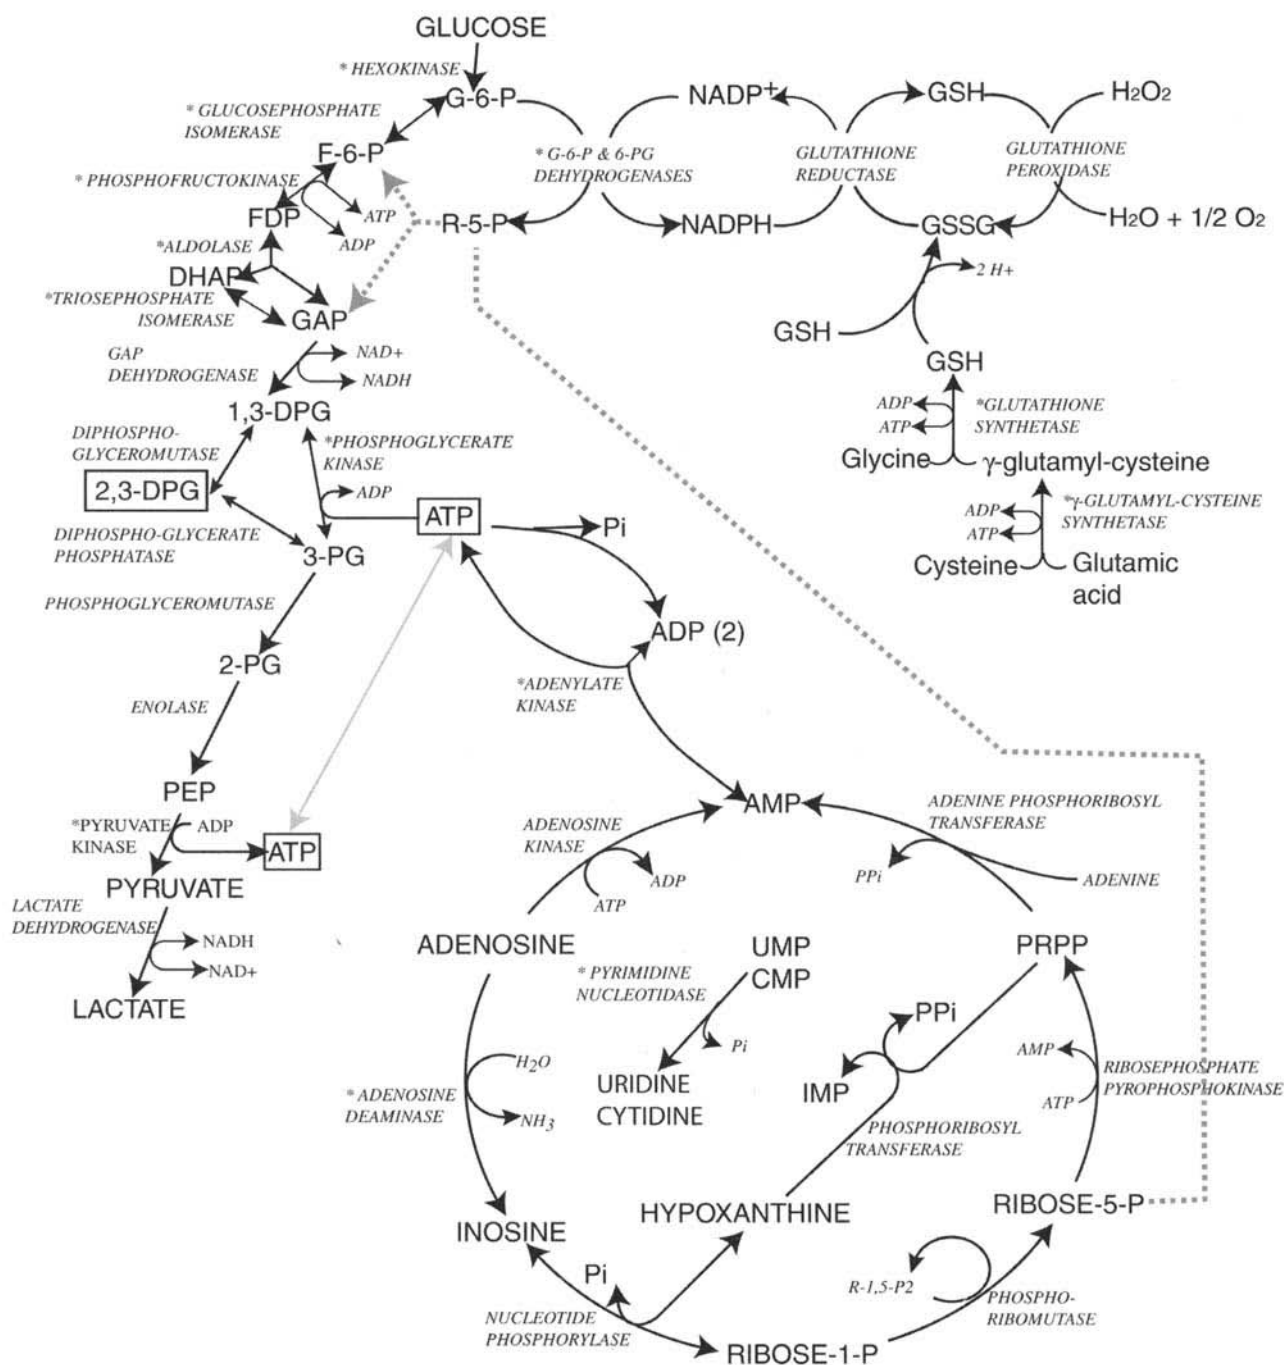 GLUCOSE
* HEXOKINASE
G-6-P
* GLUCOSEPHOSPHATE
ISOMERASE
F-6-P
* PHOSPHOFRUCTOKINASE
ATP
ADP
FDP
*ALDOLASE
DHAP
*TRIOSEPHOSPHATE
ISOMERASE
GAP
GAP
DEHYDROGENASE
NAD+
NADH
1,3-DPG
DIPHOSPHO-
GLYCEROMUTASE
2,3-DPG
*PHOSPHOGLYCERATE
KINASE
ADP
ATP
DIPHOSPHO-GLYCERATE
PHOSPHATASE
3-PG
PHOSPHOGLYCEROMUTASE
2-PG
ENOLASE
PEP
*PYRUVATE
KINASE
ADP
ATP
PYRUVATE
LACTATE
DEHYDROGENASE
NADH
NAD+
LACTATE
NADP+
* G-6-P & 6-PG
DEHYDROGENASES
R-5-P
NADPH
GLUTATHIONE
REDUCTASE
GSH
GSSG
H2O2
GLUTATHIONE
PEROXIDASE
H2O + 1/2 O2
2 H+
GSH
GSH
ADP
ATP
*GLUTATHIONE
SYNTHETASE
Glycine
γ-glutamyl-cysteine
ADP
ATP
*γ-GLUTAMYL-CYSTEINE
SYNTHETASE
Cysteine
Glutamic
acid
Pi
ADP (2)
*ADENYLATE
KINASE
AMP
ADENOSINE
KINASE
ADP
ATP
ADENINE PHOSPHORIBOSYL
TRANSFERASE
PPi
ADENINE
ADENOSINE
UMP
CMP
* PYRIMIDINE
NUCLEOTIDASE
Pi
URIDINE
CYTIDINE
PRPP
PPi
IMP
AMP
ATP
RIBOSEPHOSPHATE
PYROPHOSPHOKINASE
H2O
* ADENOSINE
DEAMINASE
NH3
PHOSPHORIBOSYL
TRANSFERASE
INOSINE
HYPOXANTHINE
RIBOSE-5-P
Pi
NUCLEOTIDE
PHOSPHORYLASE
R-1,5-P2
PHOSPHO-
RIBOMUTASE
RIBOSE-1-P